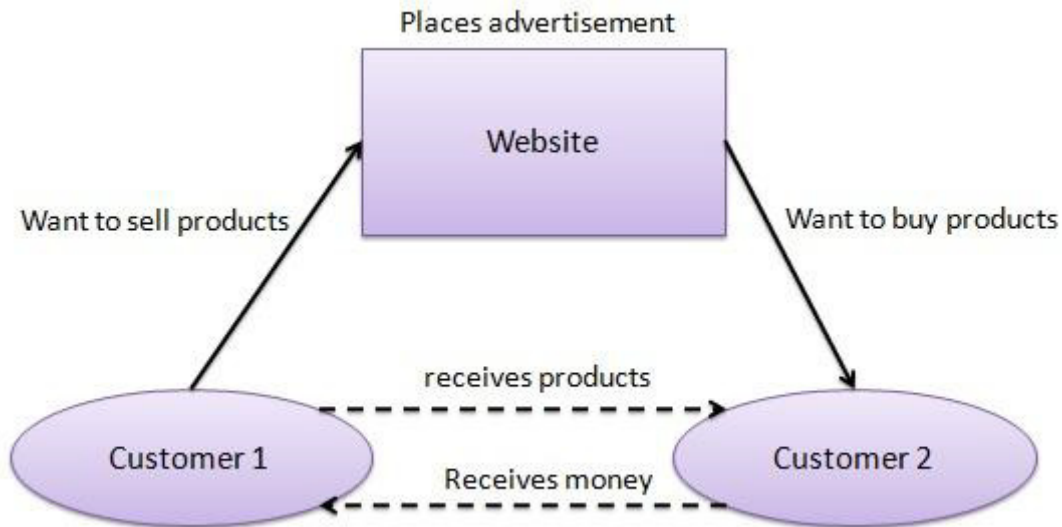 Places advertisement
Website
Want to sell products
Want to buy products
receives products
Customer 1
Customer 2
Receives money